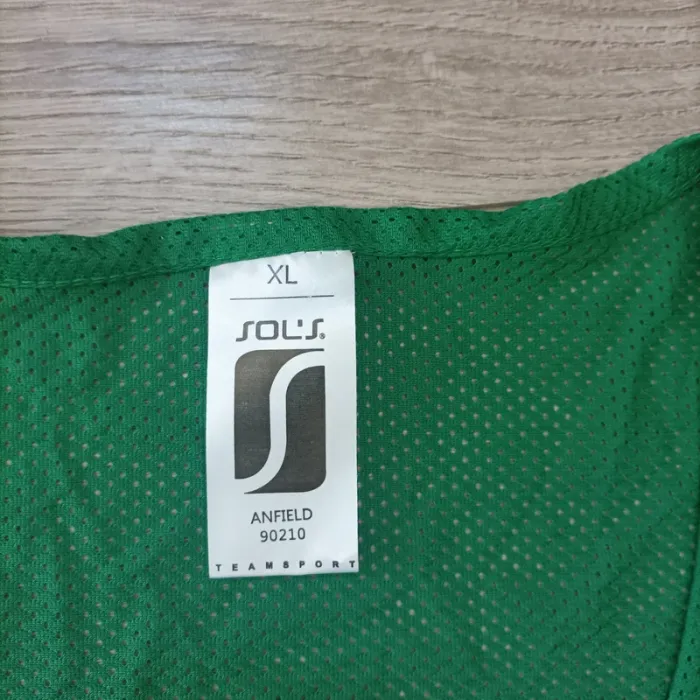 XL
SOL'S®
ANFIELD
90210
TEAMSPORT